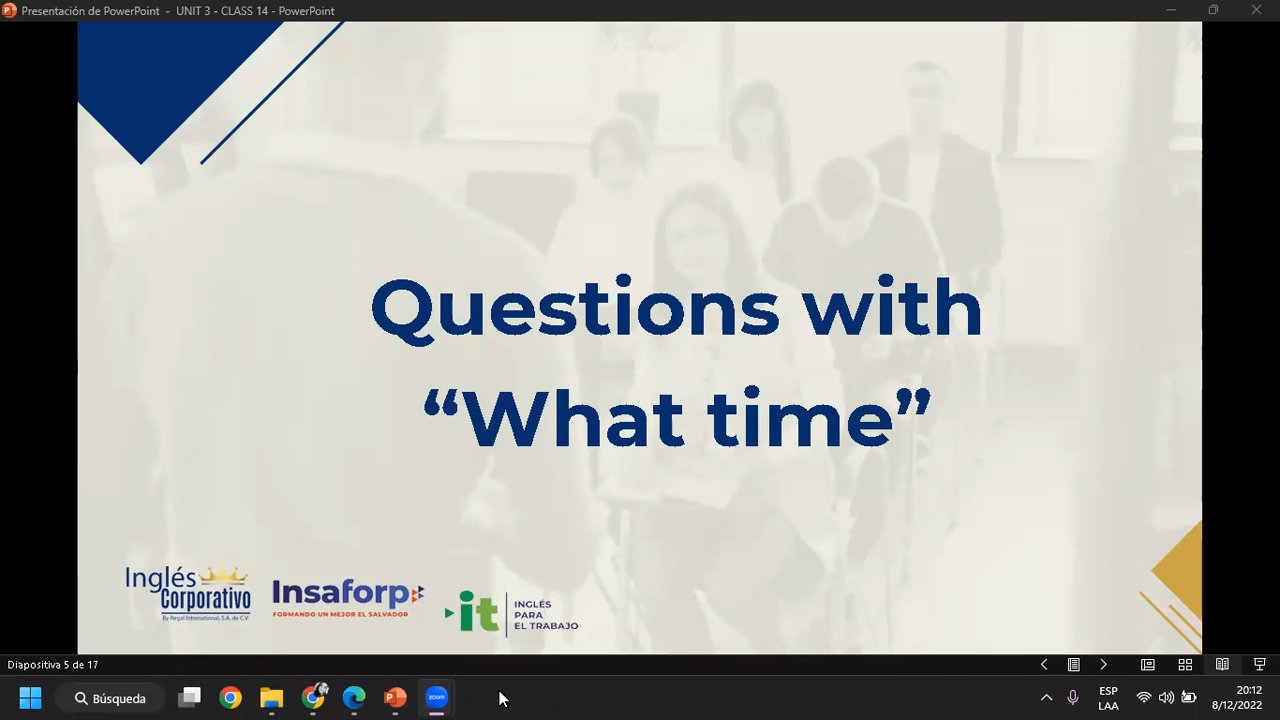 Presentación de PowerPoint - UNIT 3 - CLASS 14 - PowerPoint
Questions with
“What time”
Inglés
Corporativo
By Regal International, S.A. de C.V.
Insaforp
FORMANDO UN MEJOR EL SALVADOR
it
INGLÉS
PARA
EL TRABAJO
Diapositiva 5 de 17
Búsqueda
zoom
ESP
LAA
20:12
8/12/2022